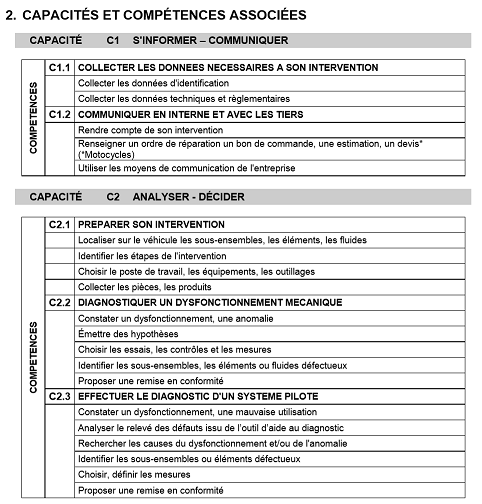 2. CAPACITÉS ET COMPÉTENCES ASSOCIÉES
CAPACITÉ C1 S'INFORMER – COMMUNIQUER
COMPETENCES
C1.1 COLLECTER LES DONNEES NECESSAIRES A SON INTERVENTION
Collecter les données d'identification
Collecter les données techniques et règlementaires
C1.2 COMMUNIQUER EN INTERNE ET AVEC LES TIERS
Rendre compte de son intervention
Renseigner un ordre de réparation un bon de commande, une estimation, un devis*
(*Motocycles)
Utiliser les moyens de communication de l'entreprise
CAPACITÉ C2 ANALYSER - DÉCIDER
COMPETENCES
C2.1 PREPARER SON INTERVENTION
Localiser sur le véhicule les sous-ensembles, les éléments, les fluides
Identifier les étapes de l'intervention
Choisir le poste de travail, les équipements, les outillages
Collecter les pièces, les produits
C2.2 DIAGNOSTIQUER UN DYSFONCTIONNEMENT MECANIQUE
Constater un dysfonctionnement, une anomalie
Émettre des hypothèses
Choisir les essais, les contrôles et les mesures
Identifier les sous-ensembles, les éléments ou fluides défectueux
Proposer une remise en conformité
C2.3 EFFECTUER LE DIAGNOSTIC D'UN SYSTEME PILOTE
Constater un dysfonctionnement, une mauvaise utilisation
Analyser le relevé des défauts issu de l'outil d'aide au diagnostic
Rechercher les causes du dysfonctionnement et/ou de l'anomalie
Identifier les sous-ensembles ou éléments défectueux
Choisir, définir les mesures
Proposer une remise en conformité